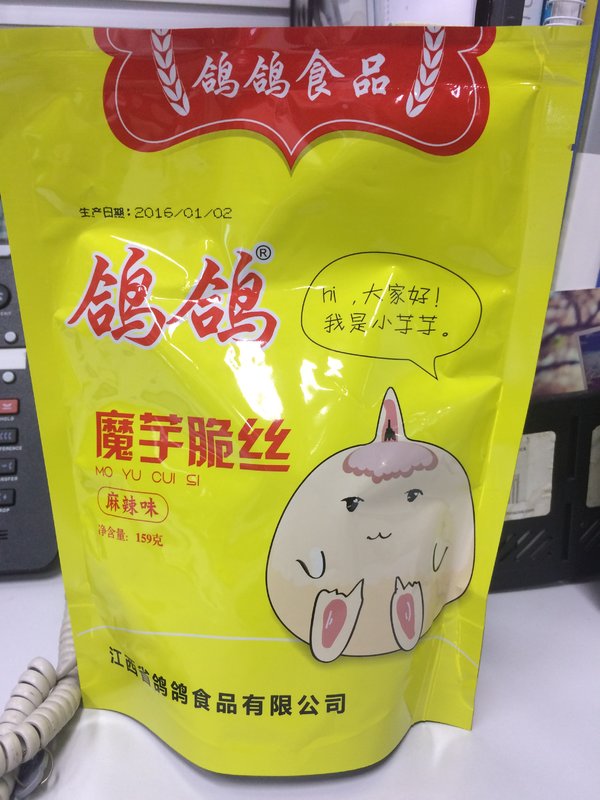 鸽鸽食品
生产日期:2016/01/02
鸽鸽®
hi,大家好!
我是小芋芋。
魔芋脆丝
MO YU CUI SI
麻辣味
净含量: 159克
江西省鸽鸽食品有限公司